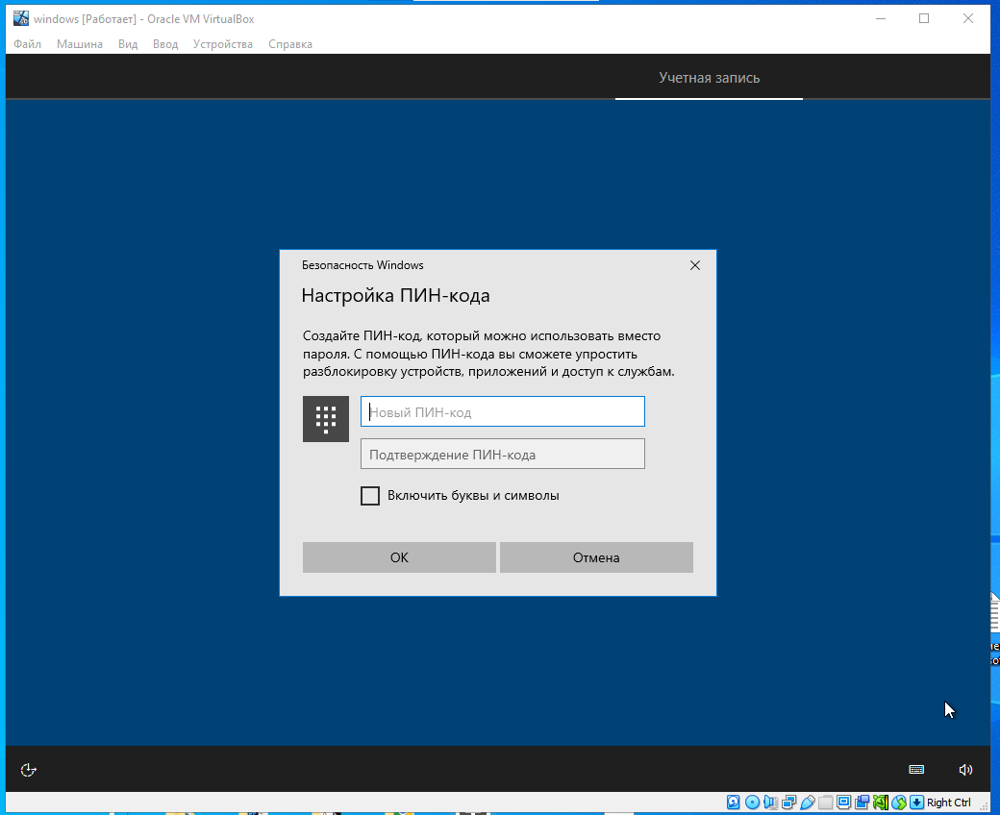 windows [Работает] - Oracle VM VirtualBox
Файл Машина Вид Ввод Устройства Справка
Учетная запись
Безопасность Windows
Настройка ПИН-кода
Создайте ПИН-код, который можно использовать вместо
пароля. С помощью ПИН-кода вы сможете упростить
разблокировку устройств, приложений и доступ к службам.
Новый ПИН-код
Подтверждение ПИН-кода
Включить буквы и символы
ОК Отмена
Right Ctrl